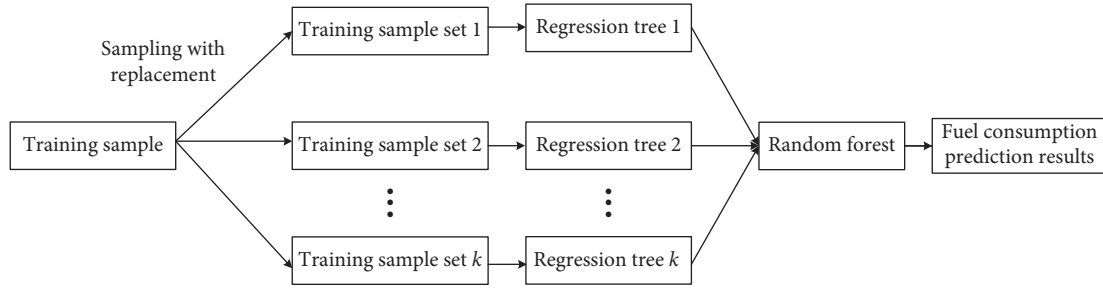 Training sample set 1
Regression tree 1
Sampling with
replacement
Training sample
Training sample set 2
Regression tree 2
Random forest
Fuel consumption
prediction results
Training sample set k
Regression tree k